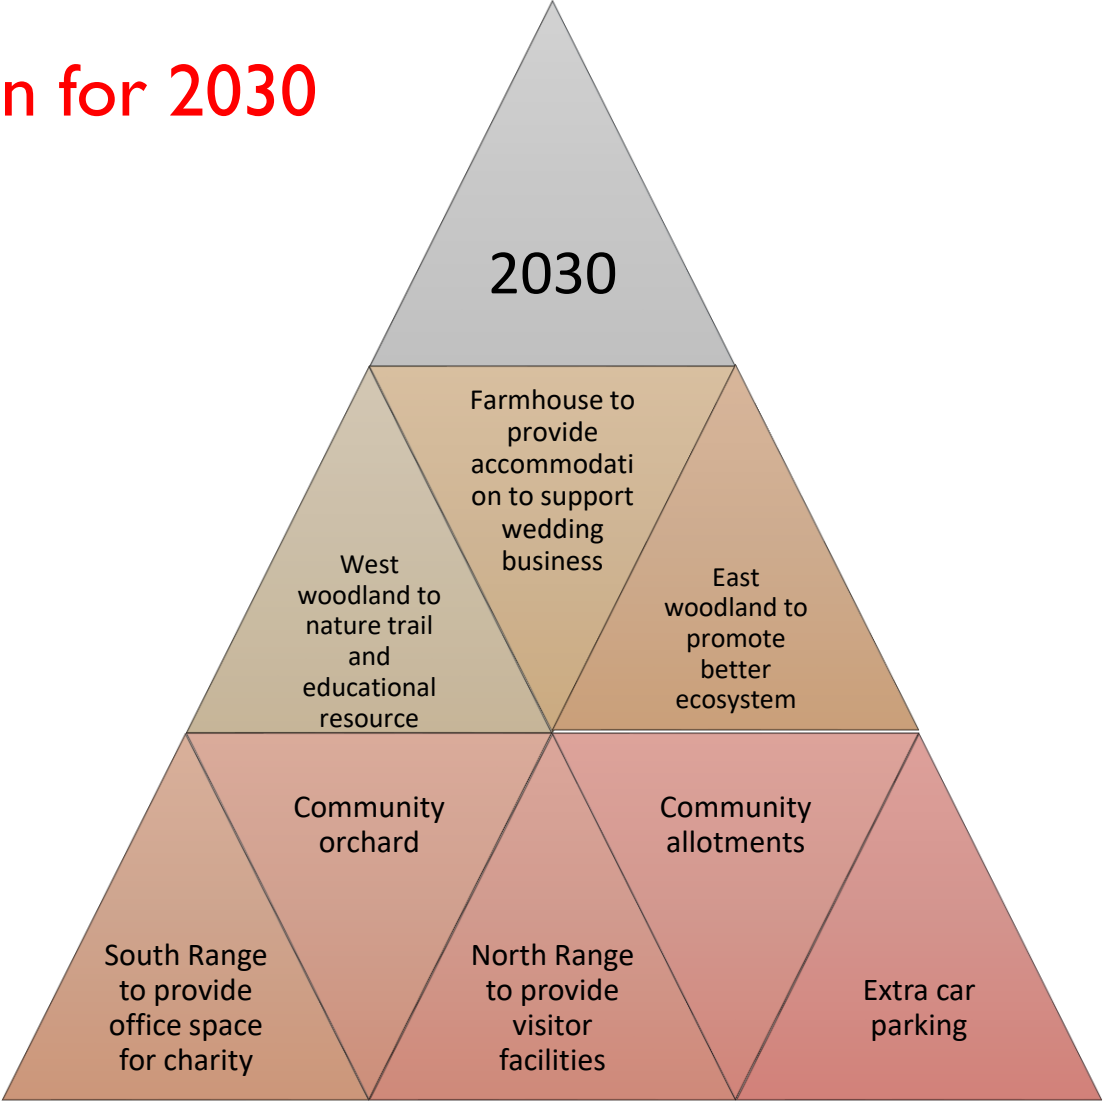 n for 2030
2030
Farmhouse to
provide
accommodati
on to support
wedding
business
West
woodland to
nature trail
and
educational
resource
East
woodland to
promote
better
ecosystem
Community
orchard
Community
allotments
South Range
to provide
office space
for charity
North Range
to provide
visitor
facilities
Extra car
parking